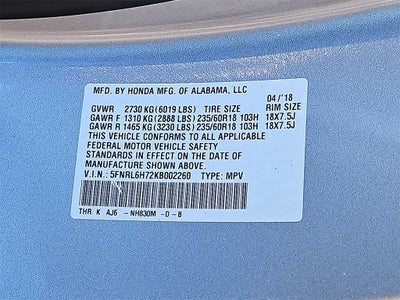 MFD. BY HONDA MFG. OF ALABAMA, LLC
04/'18
GVWR 2730 KG(6019 LBS) TIRE SIZE RIM SIZE
GAWR F 1310 KG(2888 LBS) 235/60R18 103H 18X7.5J
GAWR R 1465 KG(3230 LBS) 235/60R18 103H 18X7.5J
THIS VEHICLE CONFORMS TO ALL APPLICABLE
FEDERAL MOTOR VEHICLE SAFETY
STANDARDS IN EFFECT ON THE DATE OF
MANUFACTURE SHOWN ABOVE.
V.I.N.: 5FNRL6H72KB002260 TYPE: MPV
THR K AJ6 -NH830M -D -B